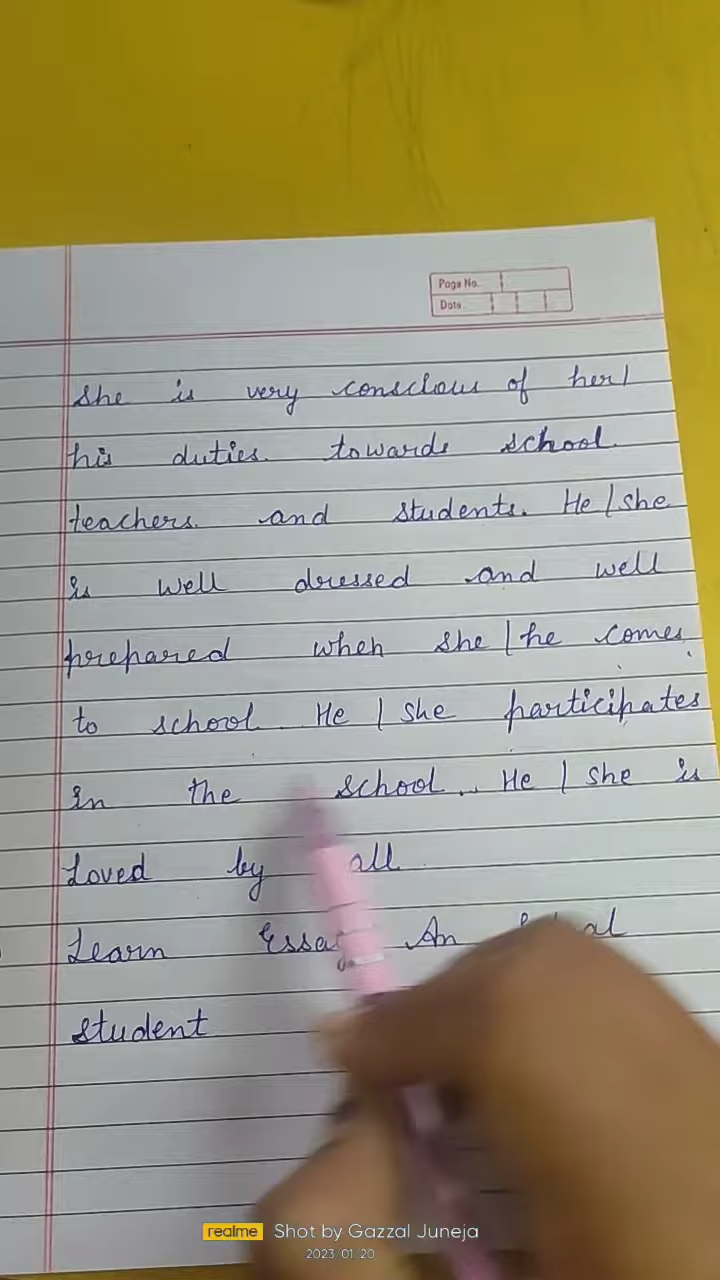 Page No.
Date
She is very conscious of her/
his duties. towards school.
teachers. and students. He/she
is well dressed and well
prepared when she/he comes
to school. He/she participates
in the school.. He/she is
Loved by all
Learn Essay An
student
realme Shot by Gazzal Juneja
2023/01/20